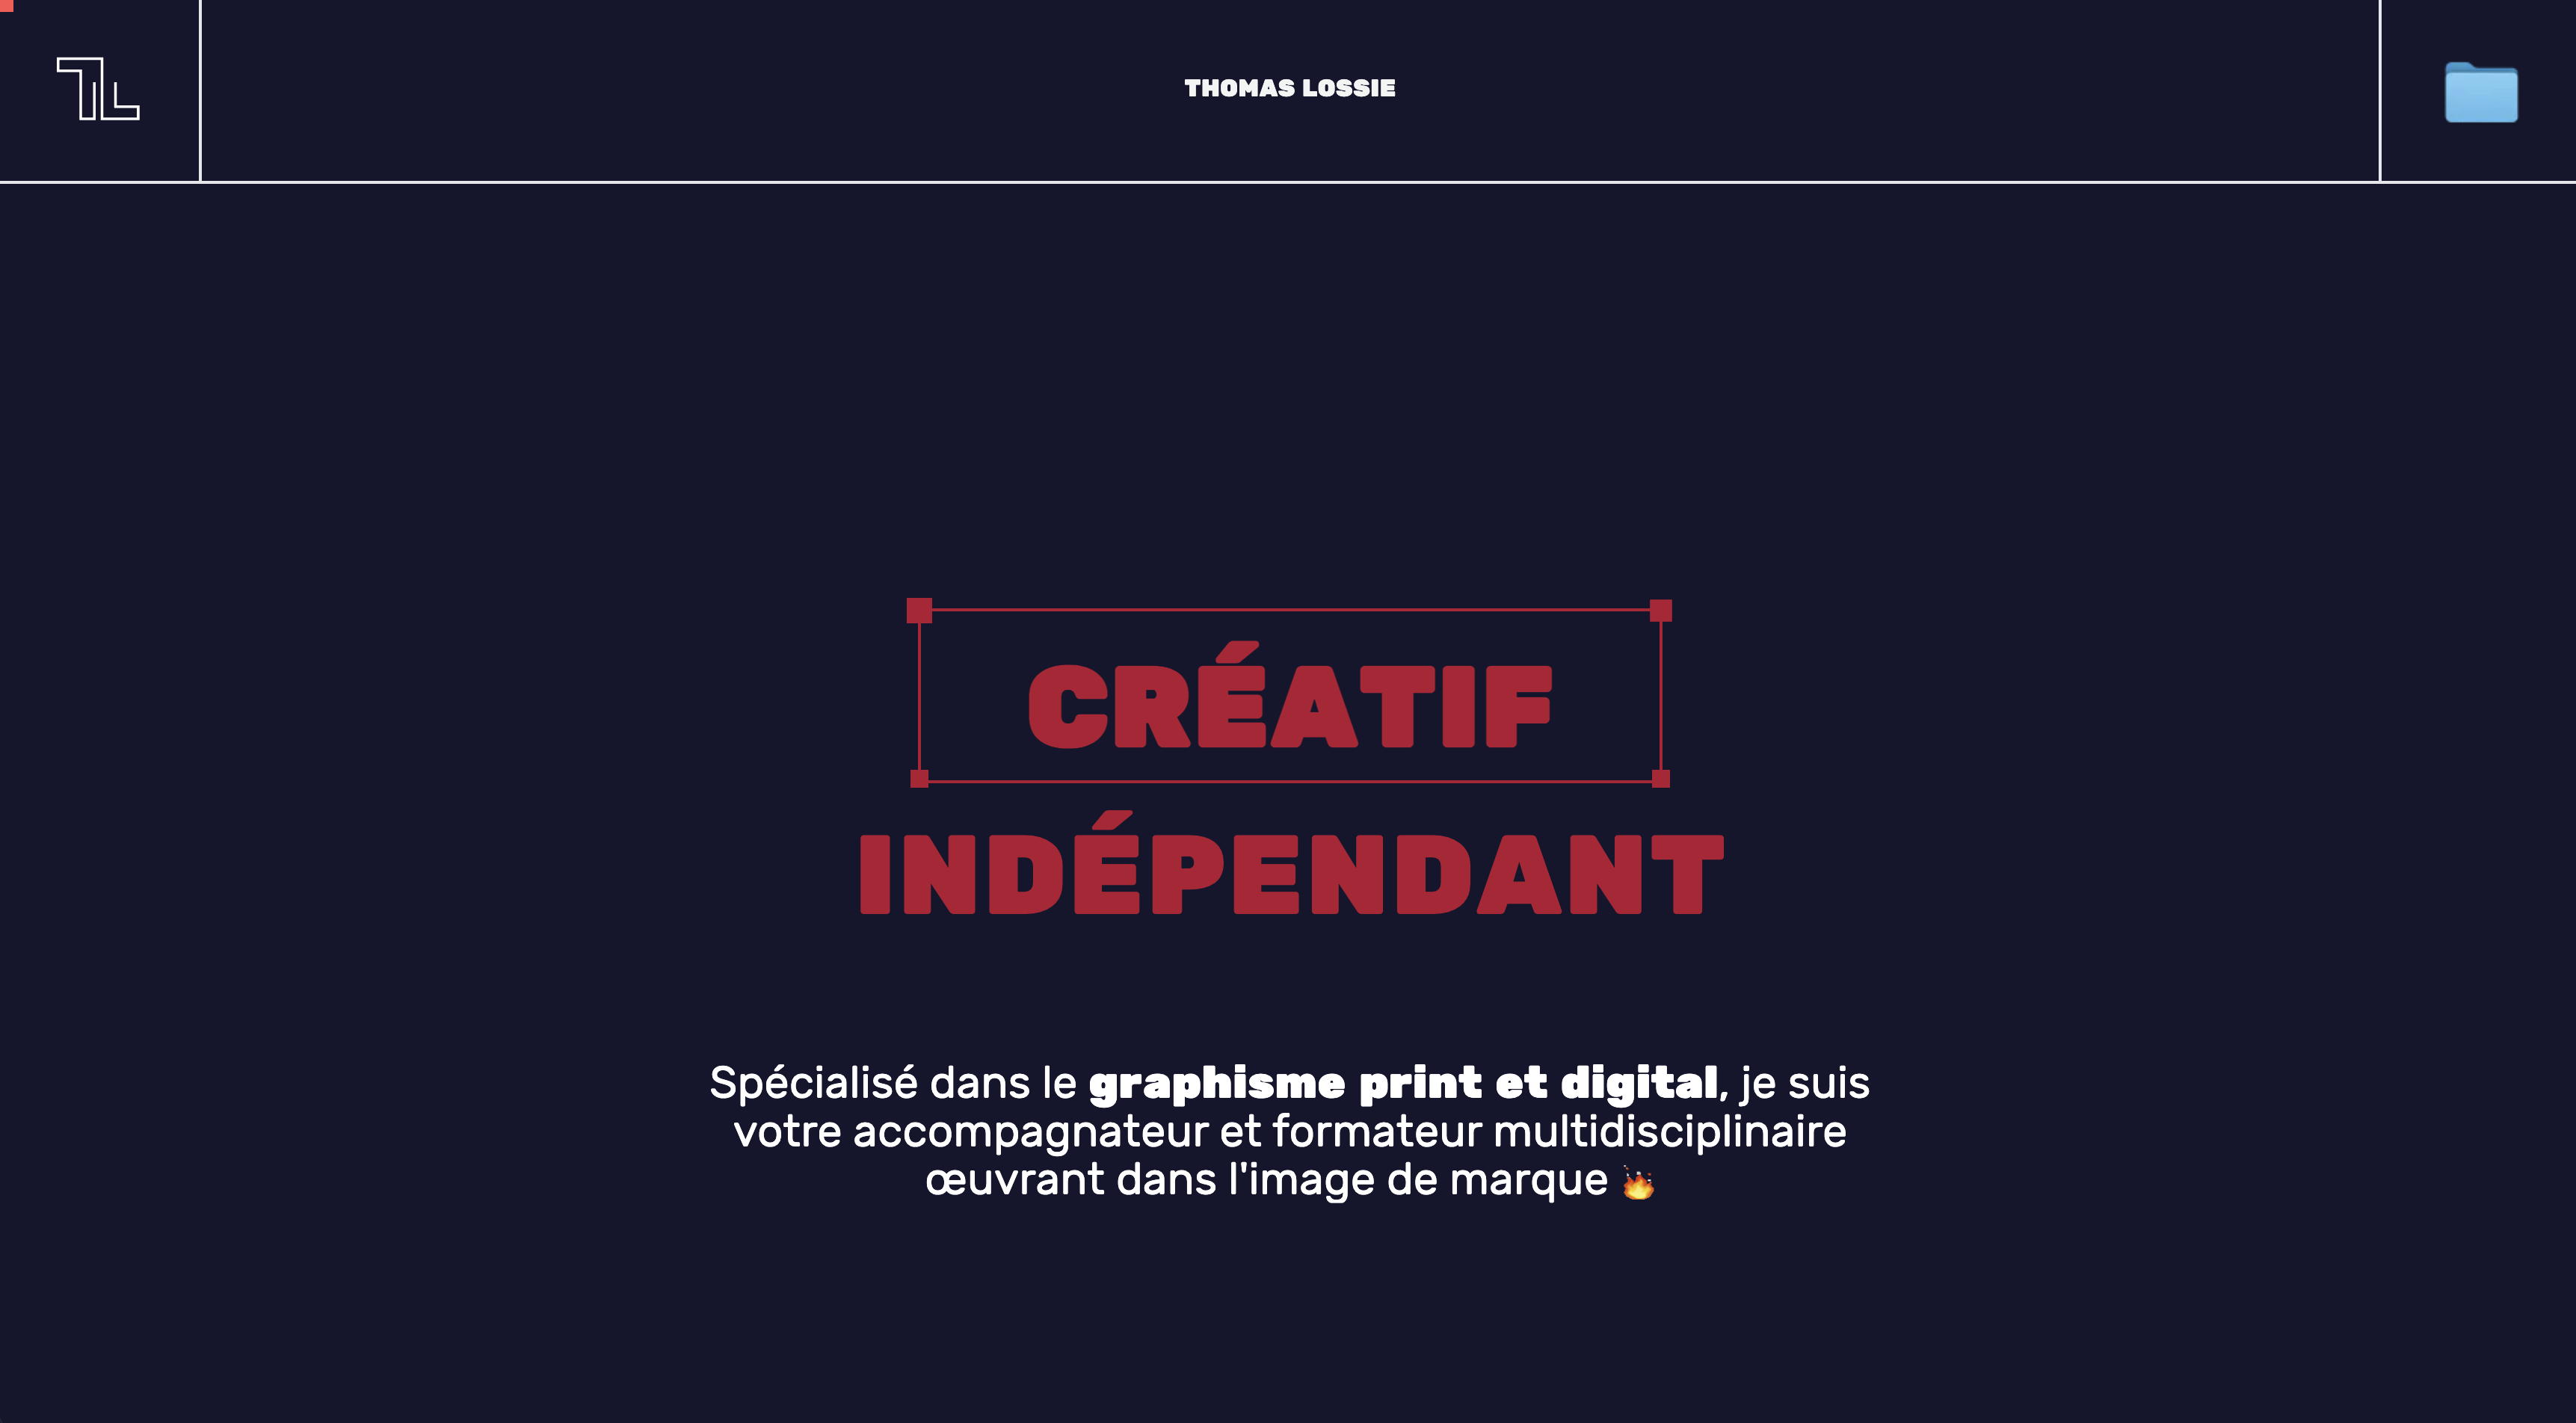 TL
THOMAS LOSSIE
CRÉATIF
INDÉPENDANT
Spécialisé dans le graphisme print et digital, je suis
votre accompagnateur et formateur multidisciplinaire
œuvrant dans l'image de marque 🔥